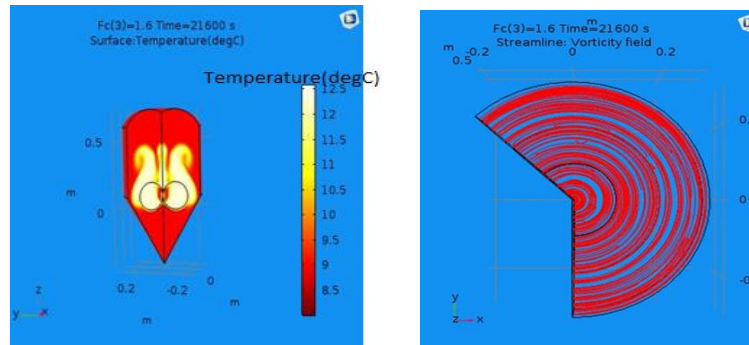 Fc(3)=1.6 Time=21600 s
Surface:Temperature(degC)
Temperature(degC)
12.5
12
11.5
11
10.5
10
9.5
9
8.5
0.5
m
0
0.2
-0.2
0
m
m
z
y
x
m
Fc(3)=1.6 Time=21600 s
Streamline: Vorticity field
m
-0.2
0
0.2
0.5
y
z
x